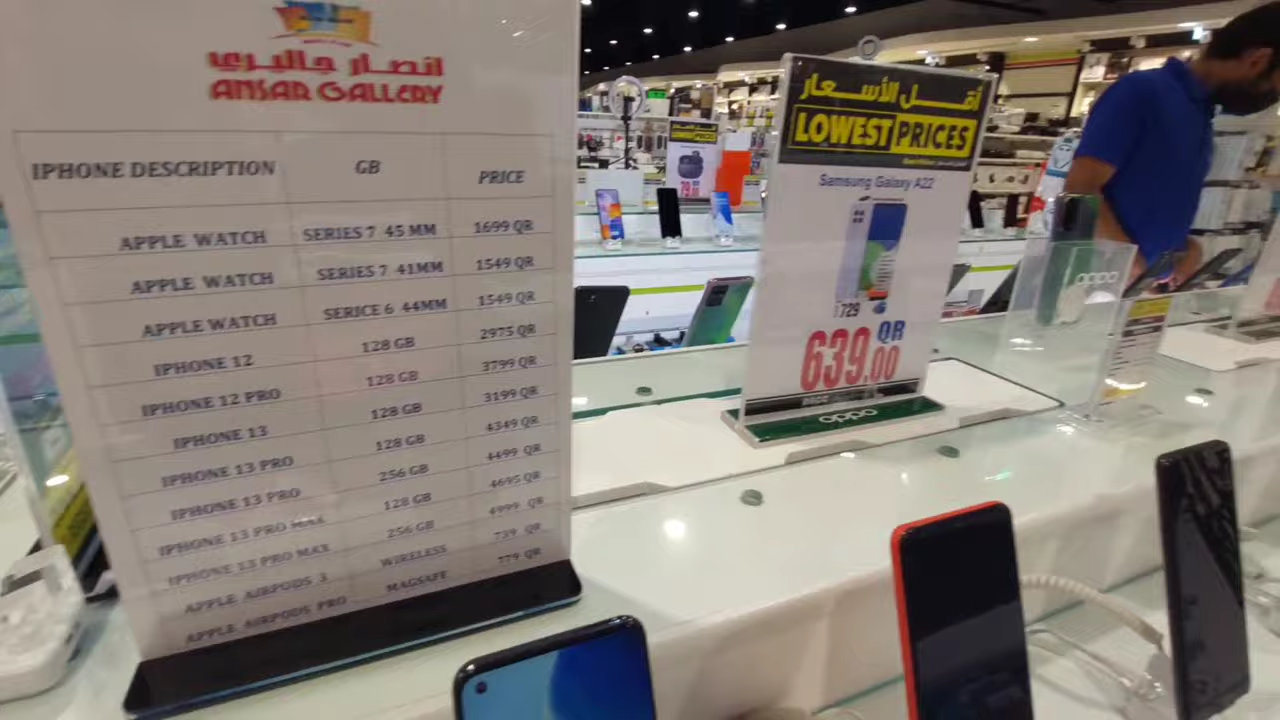 انصار جاليري
ANSAR GALLERY
IPHONE DESCRIPTION GB PRICE
APPLE WATCH SERIES 7 45 MM 1699 QR
APPLE WATCH SERIES 7 41MM 1549 QR
APPLE WATCH SERICE 6 44MM 1549 QR
IPHONE 12 128 GB 2975 QR
IPHONE 12 PRO 128 GB 3799 QR
IPHONE 13 128 GB 3199 QR
IPHONE 13 PRO 128 GB 4349 QR
IPHONE 13 PRO 256 GB 4499 QR
IPHONE 13 PRO MAX 128 GB 4695 QR
IPHONE 13 PRO MAX 256 GB 4999 QR
APPLE AIRPODS 3 WIRELESS 739 QR
APPLE AIRPODS PRO MAGSAFE 779 QR
أقل الأسعار
LOWEST PRICES
Samsung Galaxy A22
729
639.00 QR
oppo
LOWEST PRICES
79
oppo